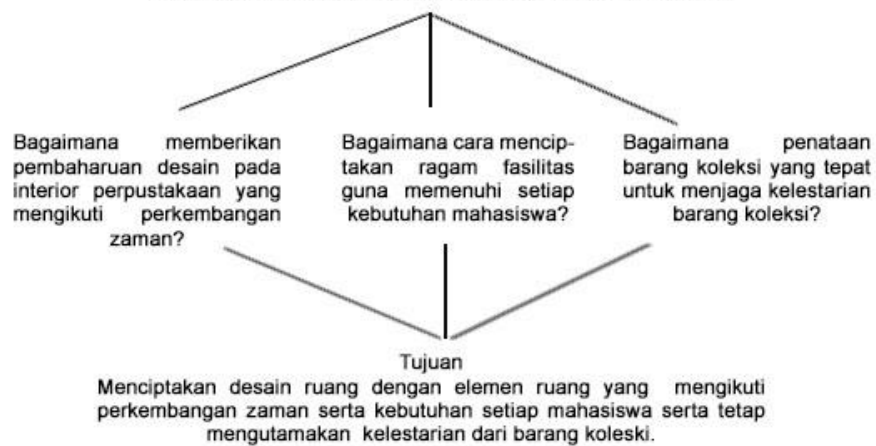 Bagaimana memberikan
pembaharuan desain pada
interior perpustakaan yang
mengikuti perkembangan
zaman?
Bagaimana cara mencip-
takan ragam fasilitas
guna memenuhi setiap
kebutuhan mahasiswa?
Bagaimana penataan
barang koleksi yang tepat
untuk menjaga kelestarian
barang koleksi?
Tujuan
Menciptakan desain ruang dengan elemen ruang yang mengikuti
perkembangan zaman serta kebutuhan setiap mahasiswa serta tetap
mengutamakan kelestarian dari barang koleski.